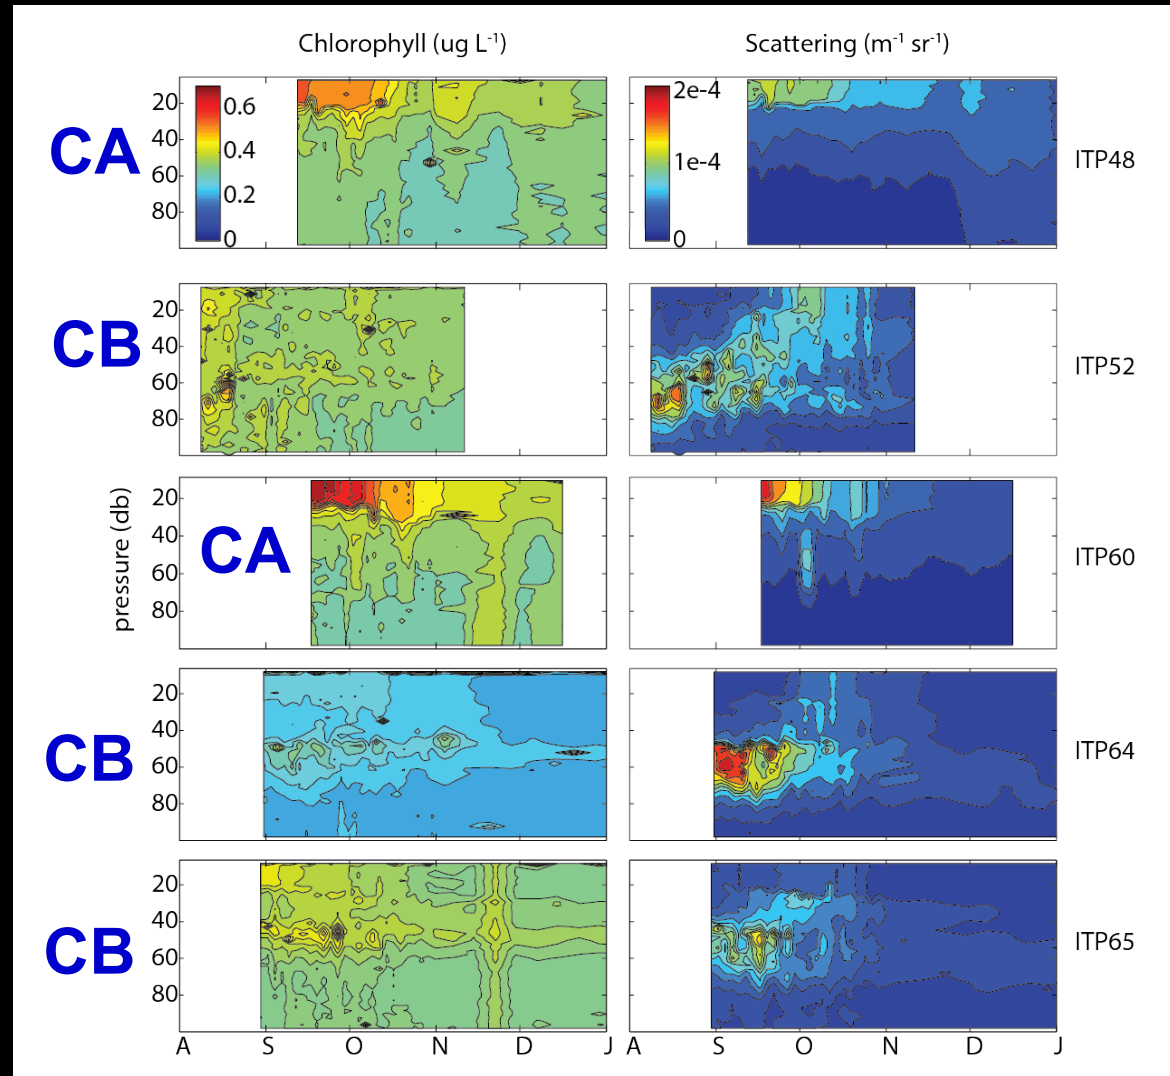 Chlorophyll (ug L⁻¹) Scattering (m⁻¹ sr⁻¹)
CA
20
40
60
80
0.6
0.4
0.2
0
2e-4
1e-4
0
ITP48
CB
20
40
60
80
ITP52
pressure (db)
CA
20
40
60
80
ITP60
CB
20
40
60
80
ITP64
CB
20
40
60
80
ITP65
A S O N D J A S O N D J